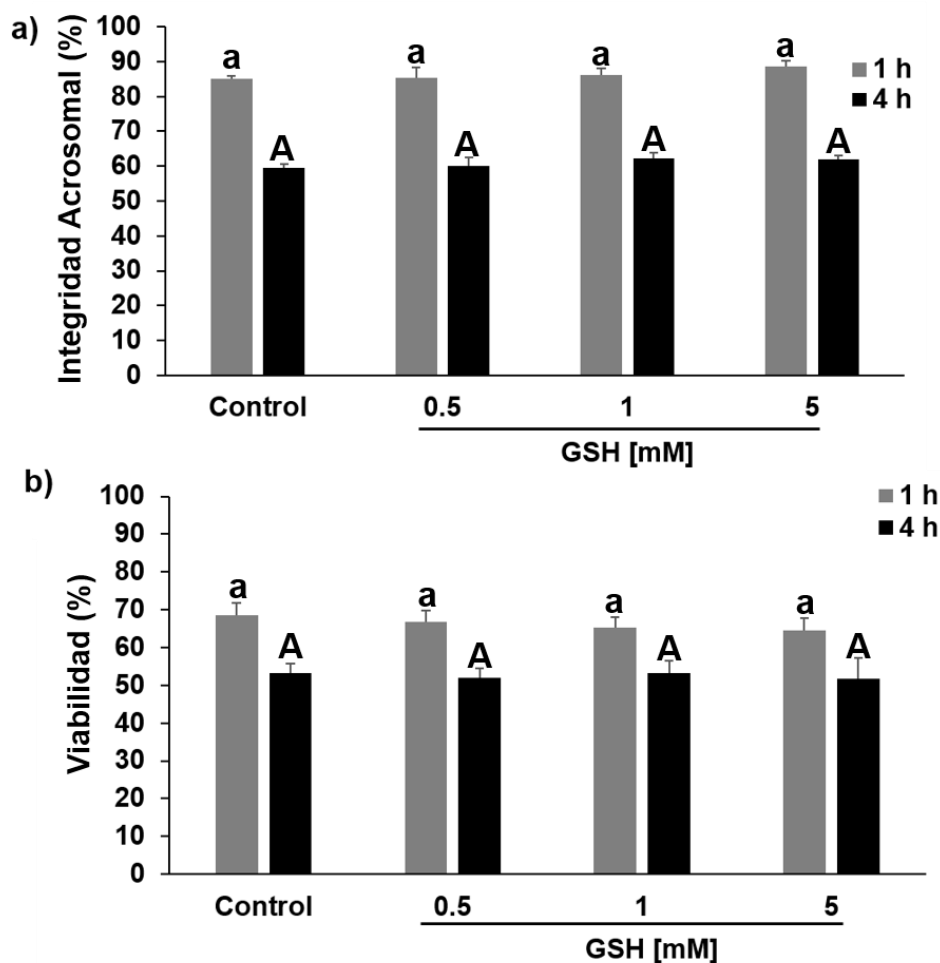 a)
Integridad Acrosomal (%)
100
90
80
70
60
50
40
30
20
10
0
a a a a
A A A A
1 h
4 h
Control 0.5 1 5
GSH [mM]
b)
Viabilidad (%)
100
90
80
70
60
50
40
30
20
10
0
a a a a
A A A A
1 h
4 h
Control 0.5 1 5
GSH [mM]